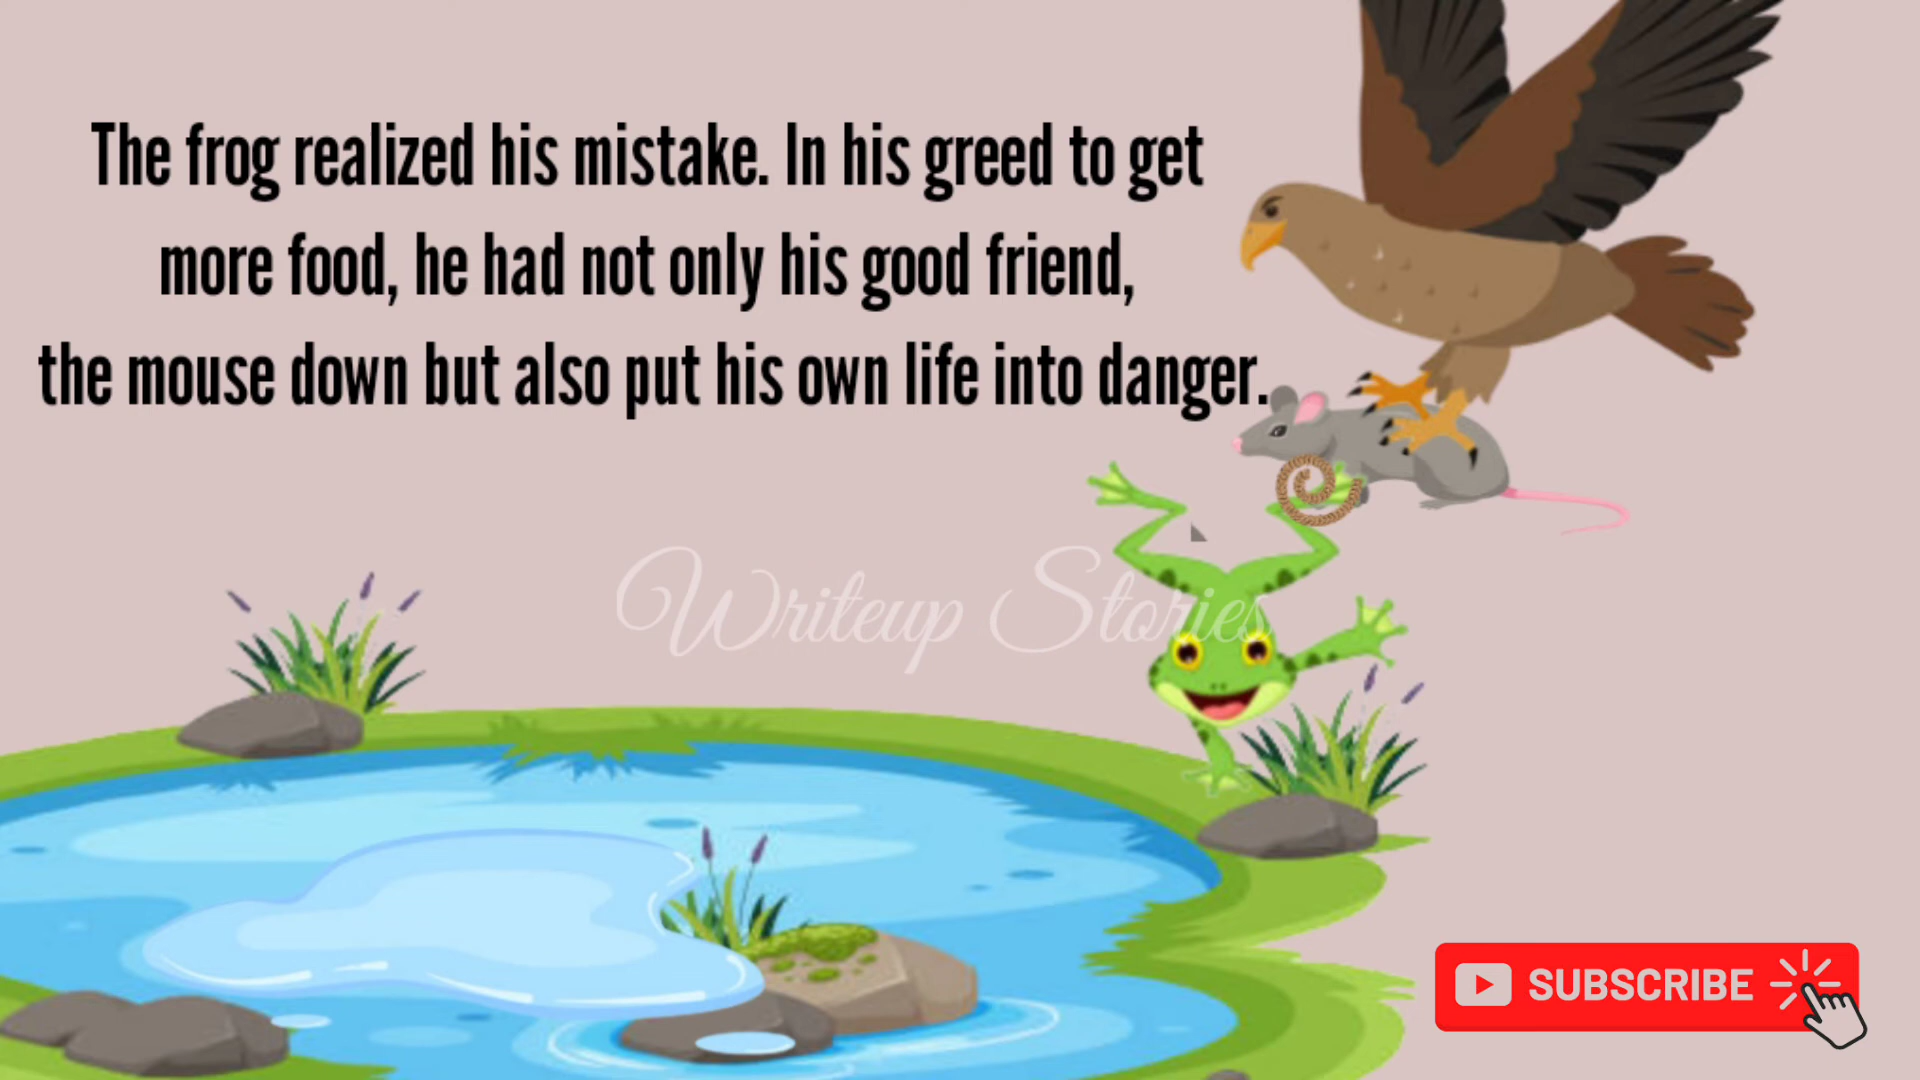 The frog realized his mistake. In his greed to get
more food, he had not only his good friend,
the mouse down but also put his own life into danger.
Writeup Stories
SUBSCRIBE